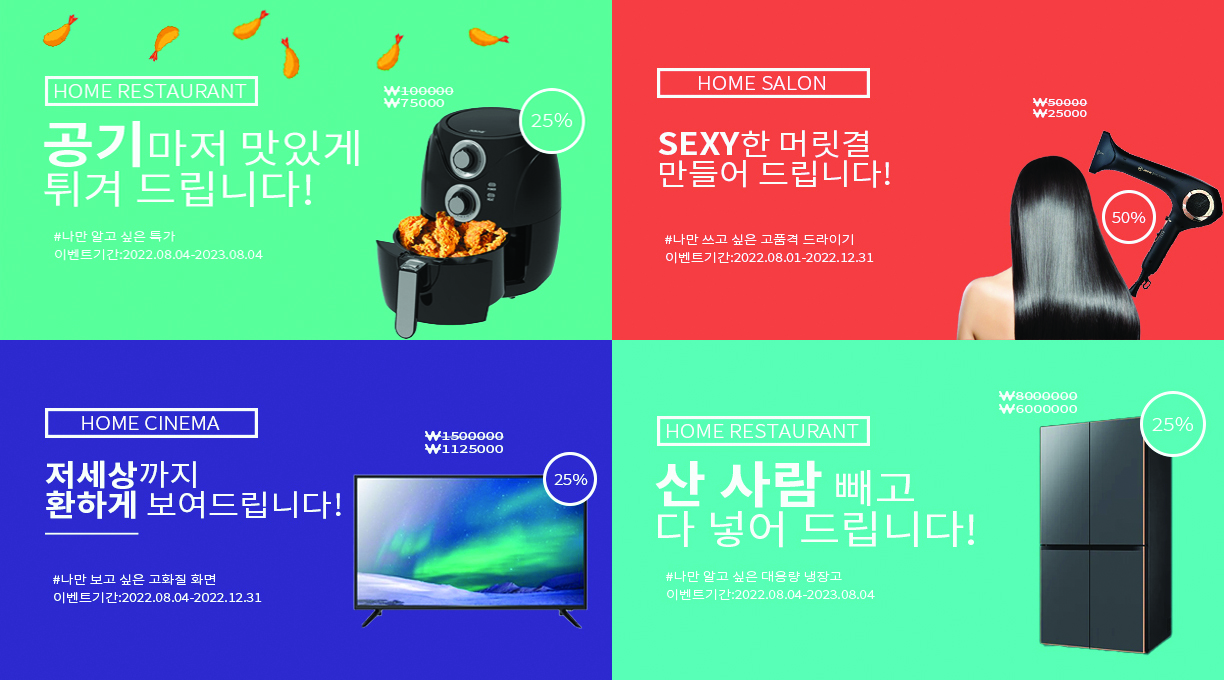 HOME RESTAURANT
₩100000
₩75000
25%
공기마저 맛있게
튀겨 드립니다!
#나만 알고 싶은 특가
이벤트기간:2022.08.04-2023.08.04
HOME SALON
₩50000
₩25000
SEXY한 머릿결
만들어 드립니다!
50%
#나만 쓰고 싶은 고품격 드라이기
이벤트기간:2022.08.01-2022.12.31
HOME CINEMA
₩1500000
₩1125000
저세상까지
환하게 보여드립니다!
25%
#나만 보고 싶은 고화질 화면
이벤트기간:2022.08.04-2022.12.31
₩8000000
₩6000000
HOME RESTAURANT
25%
산 사람 빼고
다 넣어 드립니다!
#나만 알고 싶은 대용량 냉장고
이벤트기간:2022.08.04-2023.08.04